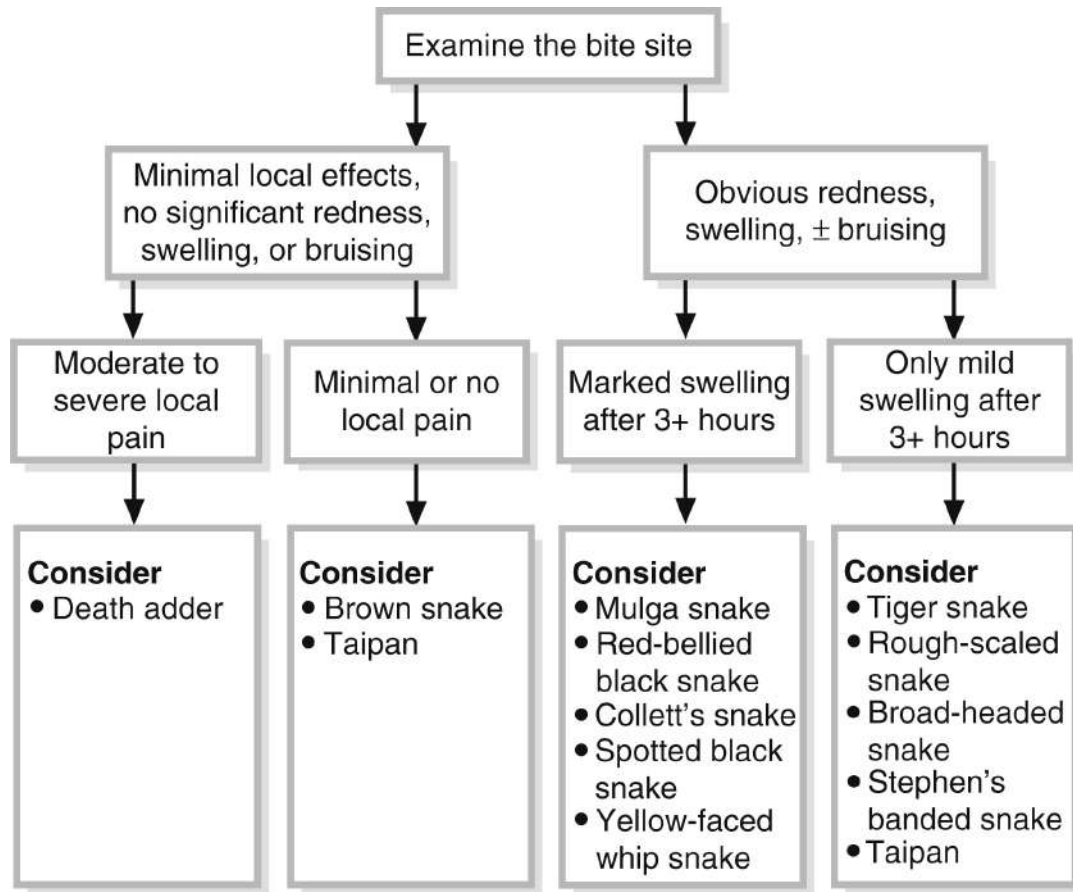 Examine the bite site
Minimal local effects,
no significant redness,
swelling, or bruising
Obvious redness,
swelling, ± bruising
Moderate to
severe local
pain
Minimal or no
local pain
Marked swelling
after 3+ hours
Only mild
swelling after
3+ hours
Consider
• Death adder
Consider
• Brown snake
• Taipan
Consider
• Mulga snake
• Red-bellied
black snake
• Collett's snake
• Spotted black
snake
• Yellow-faced
whip snake
Consider
• Tiger snake
• Rough-scaled
snake
• Broad-headed
snake
• Stephen's
banded snake
• Taipan